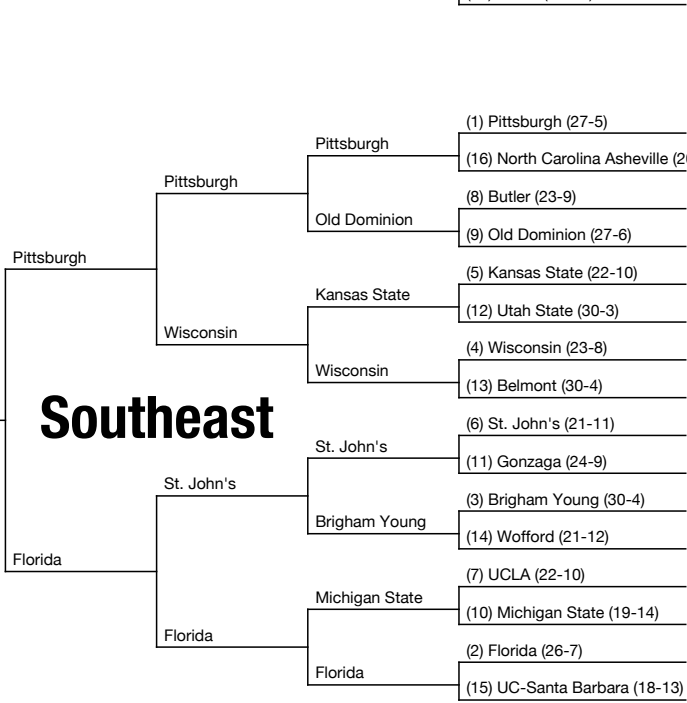 (1) Pittsburgh (27-5)
Pittsburgh
(16) North Carolina Asheville (2
Pittsburgh
(8) Butler (23-9)
Old Dominion
(9) Old Dominion (27-6)
Pittsburgh
(5) Kansas State (22-10)
Kansas State
(12) Utah State (30-3)
Wisconsin
(4) Wisconsin (23-8)
Wisconsin
(13) Belmont (30-4)
Southeast
(6) St. John's (21-11)
St. John's
(11) Gonzaga (24-9)
St. John's
(3) Brigham Young (30-4)
Brigham Young
(14) Wofford (21-12)
Florida
(7) UCLA (22-10)
Michigan State
(10) Michigan State (19-14)
Florida
(2) Florida (26-7)
Florida
(15) UC-Santa Barbara (18-13)